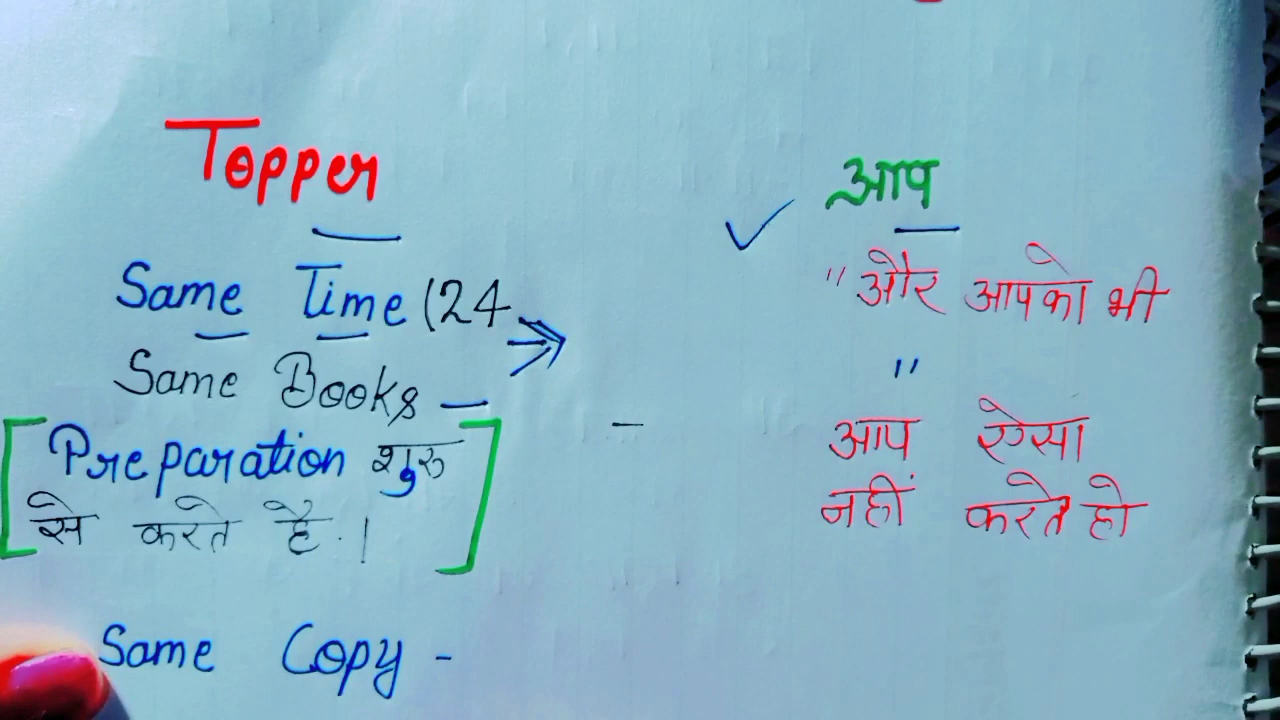 Topper
Same Time (24
Same Books
[Preparation शुरु
से करते है.।]
Same Copy -
आप
"और आपको भी
"
आप ऐसा
नहीं करते हो